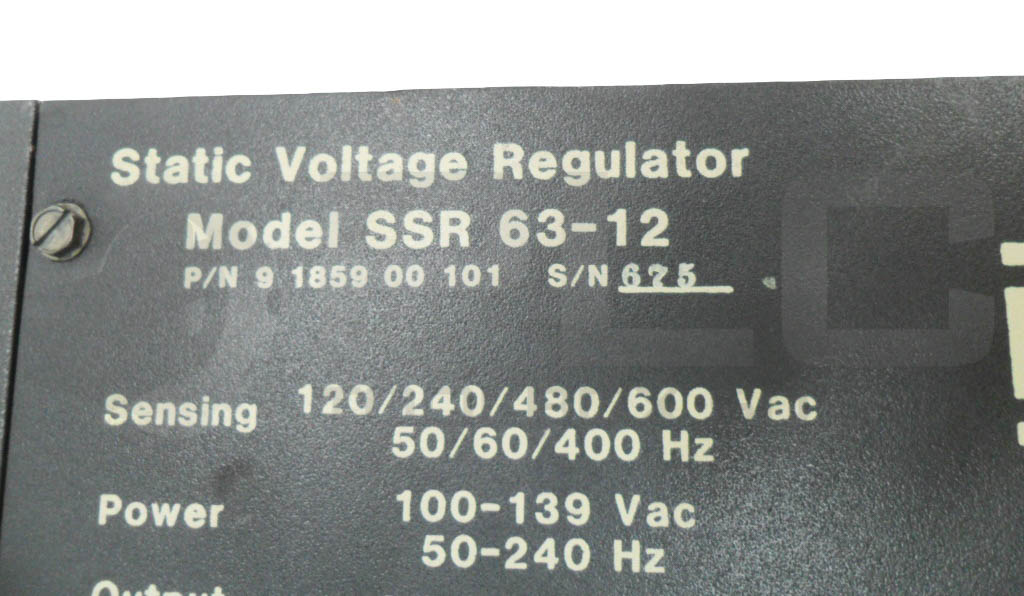 Static Voltage Regulator
Model SSR 63-12
P/N 9 1859 00 101 S/N 675
Sensing 120/240/480/600 Vac
50/60/400 Hz
Power 100-139 Vac
50-240 Hz
Output